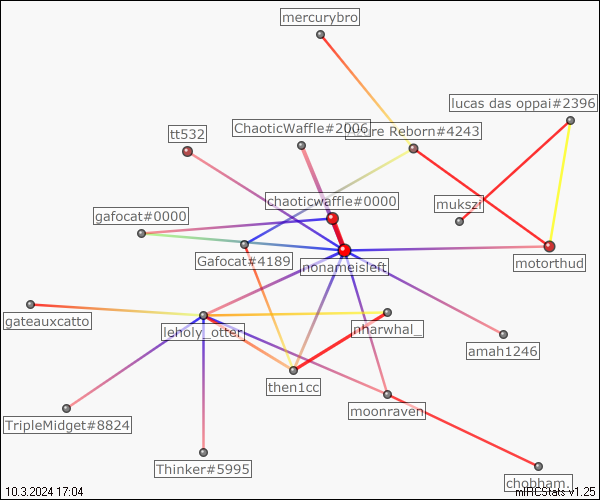 mercurybro
lucas das oppai#2396
ChaoticWaffle#2006
Reborn#4243
tt532
chaoticwaffle#0000
mukszi
gafocat#0000
Gafocat#4189
nonameisleft
motorthud
gateauxcatto
leholy_otter
nharwhal_
amah1246
then1cc
moonraven
TripleMidget#8824
Thinker#5995
chobham.
10.3.2024 17:04
mIRCStats v1.25